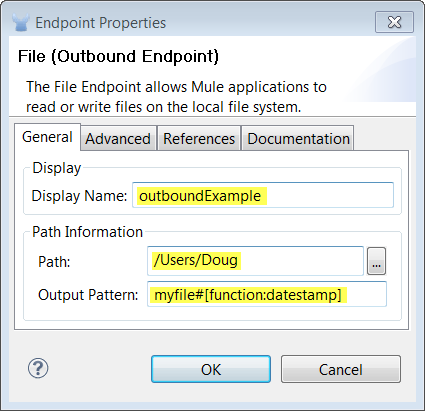 Endpoint Properties
File (Outbound Endpoint)
The File Endpoint allows Mule applications to
read or write files on the local file system.
General Advanced References Documentation
Display
Display Name: outboundExample
Path Information
Path: /Users/Doug ...
Output Pattern: myfile#[function:datestamp]
? OK Cancel